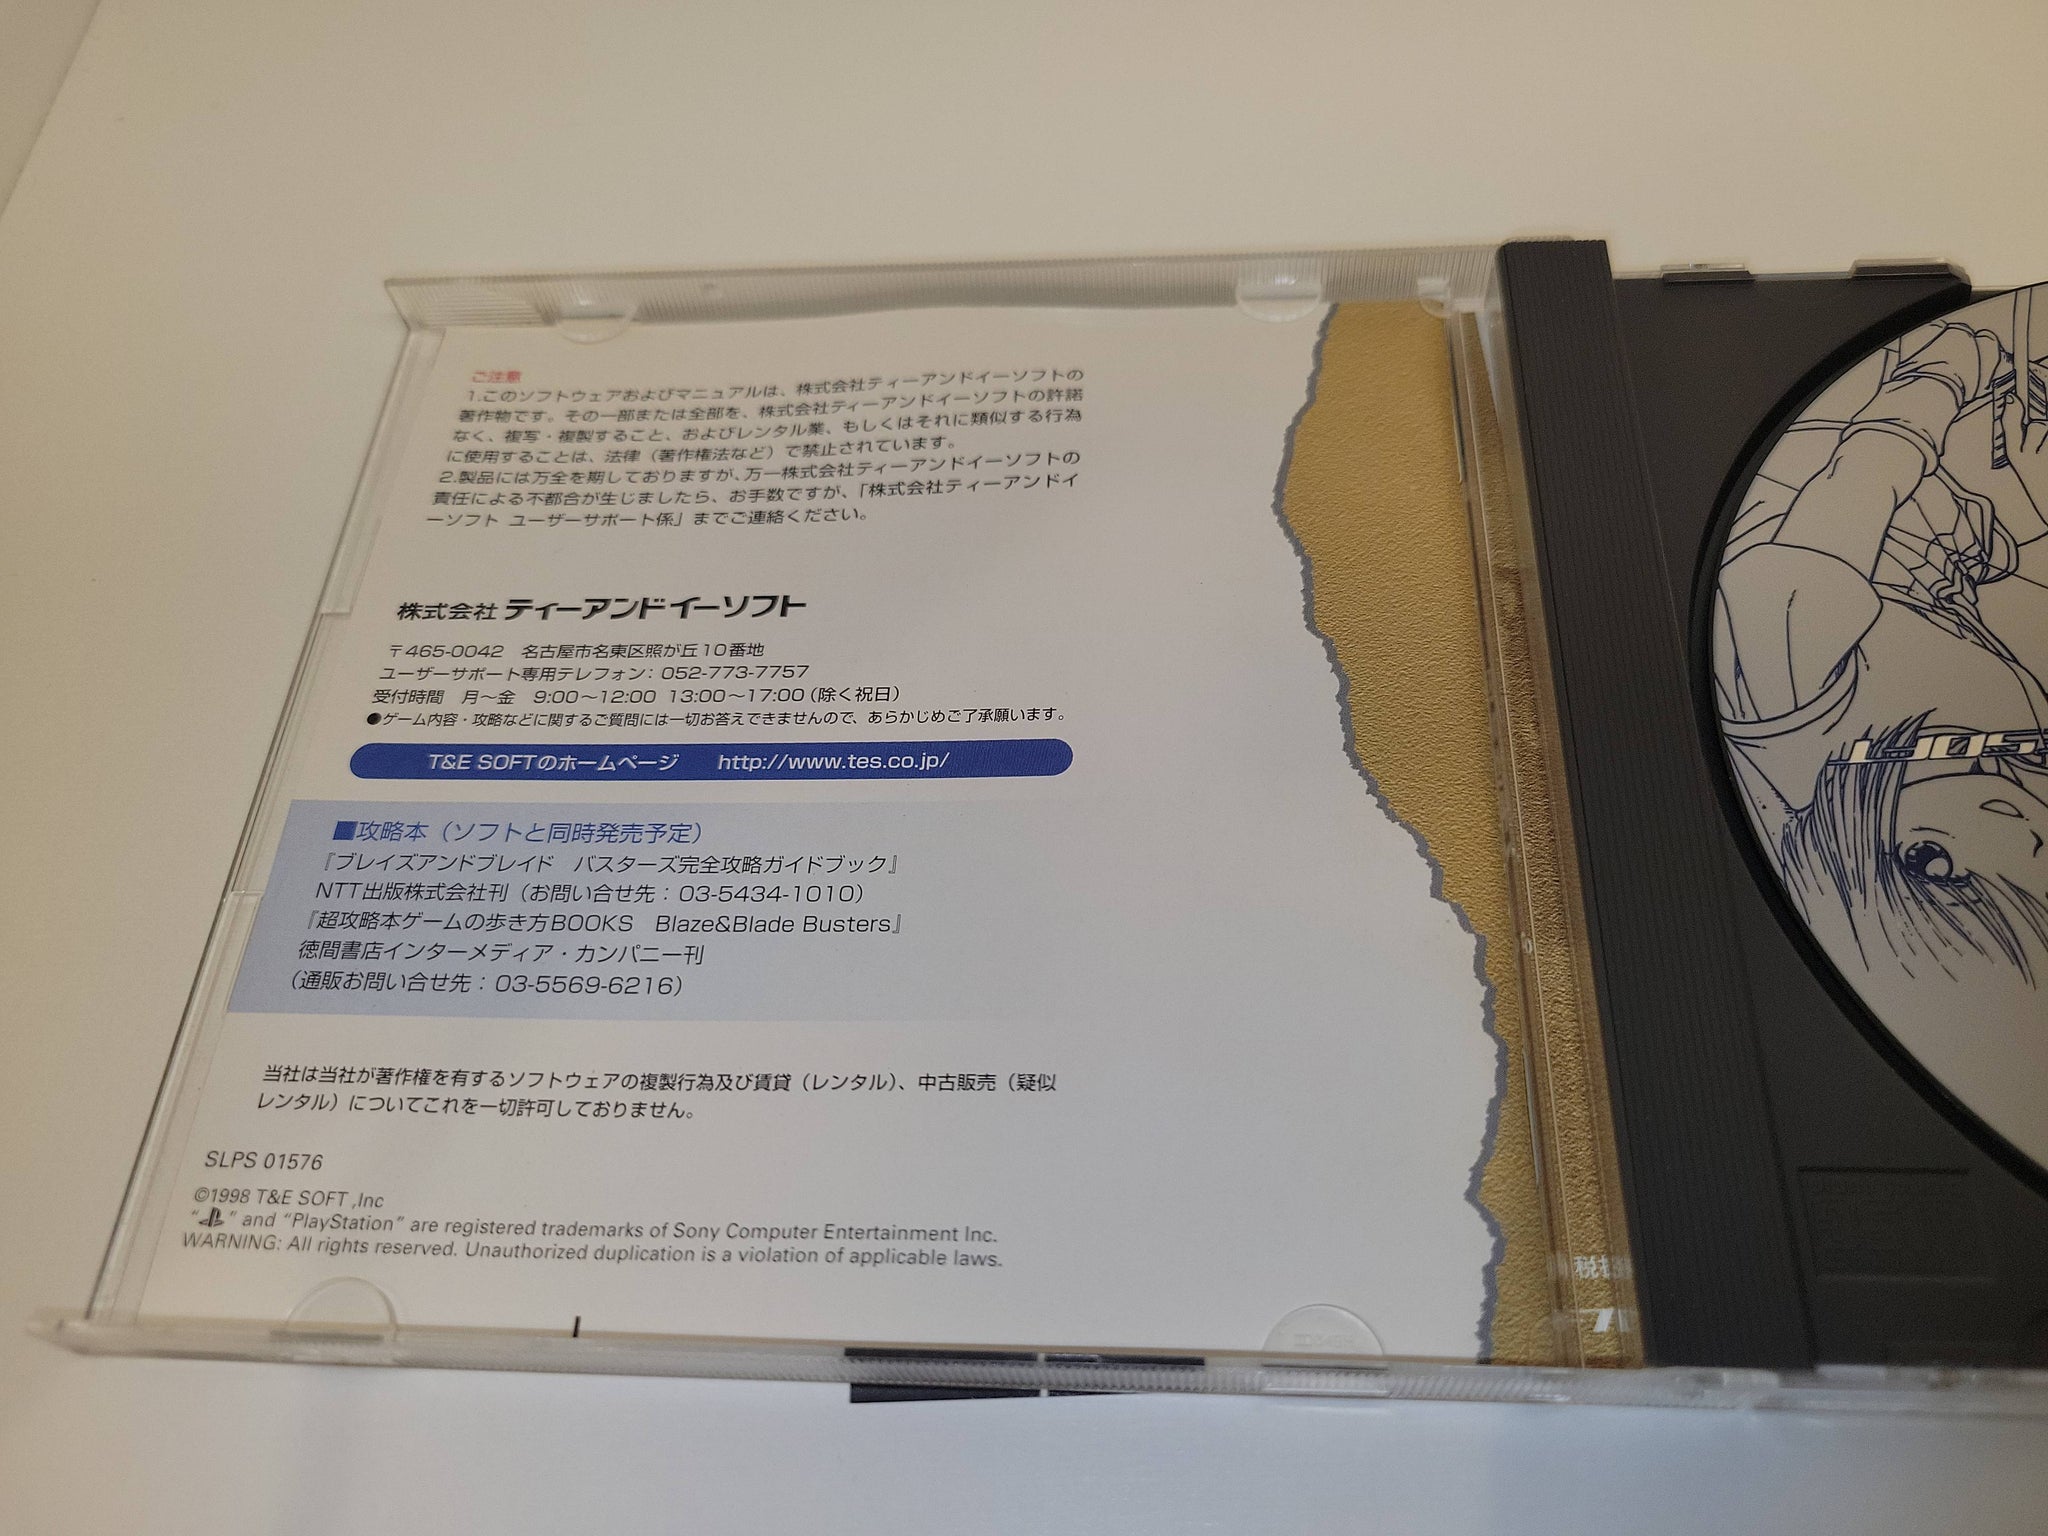 ご注意
1.このソフトウェアおよびマニュアルは、株式会社ティーアンドイーソフトの
著作物です。その一部または全部を、株式会社ティーアンドイーソフトの許諾
なく、複写・複製すること、およびレンタル業、もしくはそれに類似する行為
に使用することは、法律（著作権法など）で禁止されています。
2.製品には万全を期しておりますが、万一株式会社ティーアンドイーソフトの
責任による不都合が生じましたら、お手数ですが、「株式会社ティーアンドイ
ーソフト ユーザーサポート係」までご連絡ください。
株式会社 ティーアンドイーソフト
〒465-0042 名古屋市名東区照が丘10番地
ユーザーサポート専用テレフォン：052-773-7757
受付時間 月～金 9:00～12:00 13:00～17:00（除く祝日）
●ゲーム内容・攻略などに関するご質問には一切お答えできませんので、あらかじめご了承願います。
T&E SOFTのホームページ http://www.tes.co.jp/
■攻略本（ソフトと同時発売予定）
『ブレイズアンドブレイド バスターズ完全攻略ガイドブック』
NTT出版株式会社刊（お問い合せ先：03-5434-1010）
『超攻略本ゲームの歩き方BOOKS Blaze&Blade Busters』
徳間書店インターメディア・カンパニー刊
（通販お問い合せ先：03-5569-6216）
当社は当社が著作権を有するソフトウェアの複製行為及び賃貸（レンタル）、中古販売（疑似
レンタル）についてこれを一切許可しておりません。
SLPS 01576
©1998 T&E SOFT ,Inc
" " and "PlayStation" are registered trademarks of Sony Computer Entertainment Inc.
WARNING: All rights reserved. Unauthorized duplication is a violation of applicable laws.